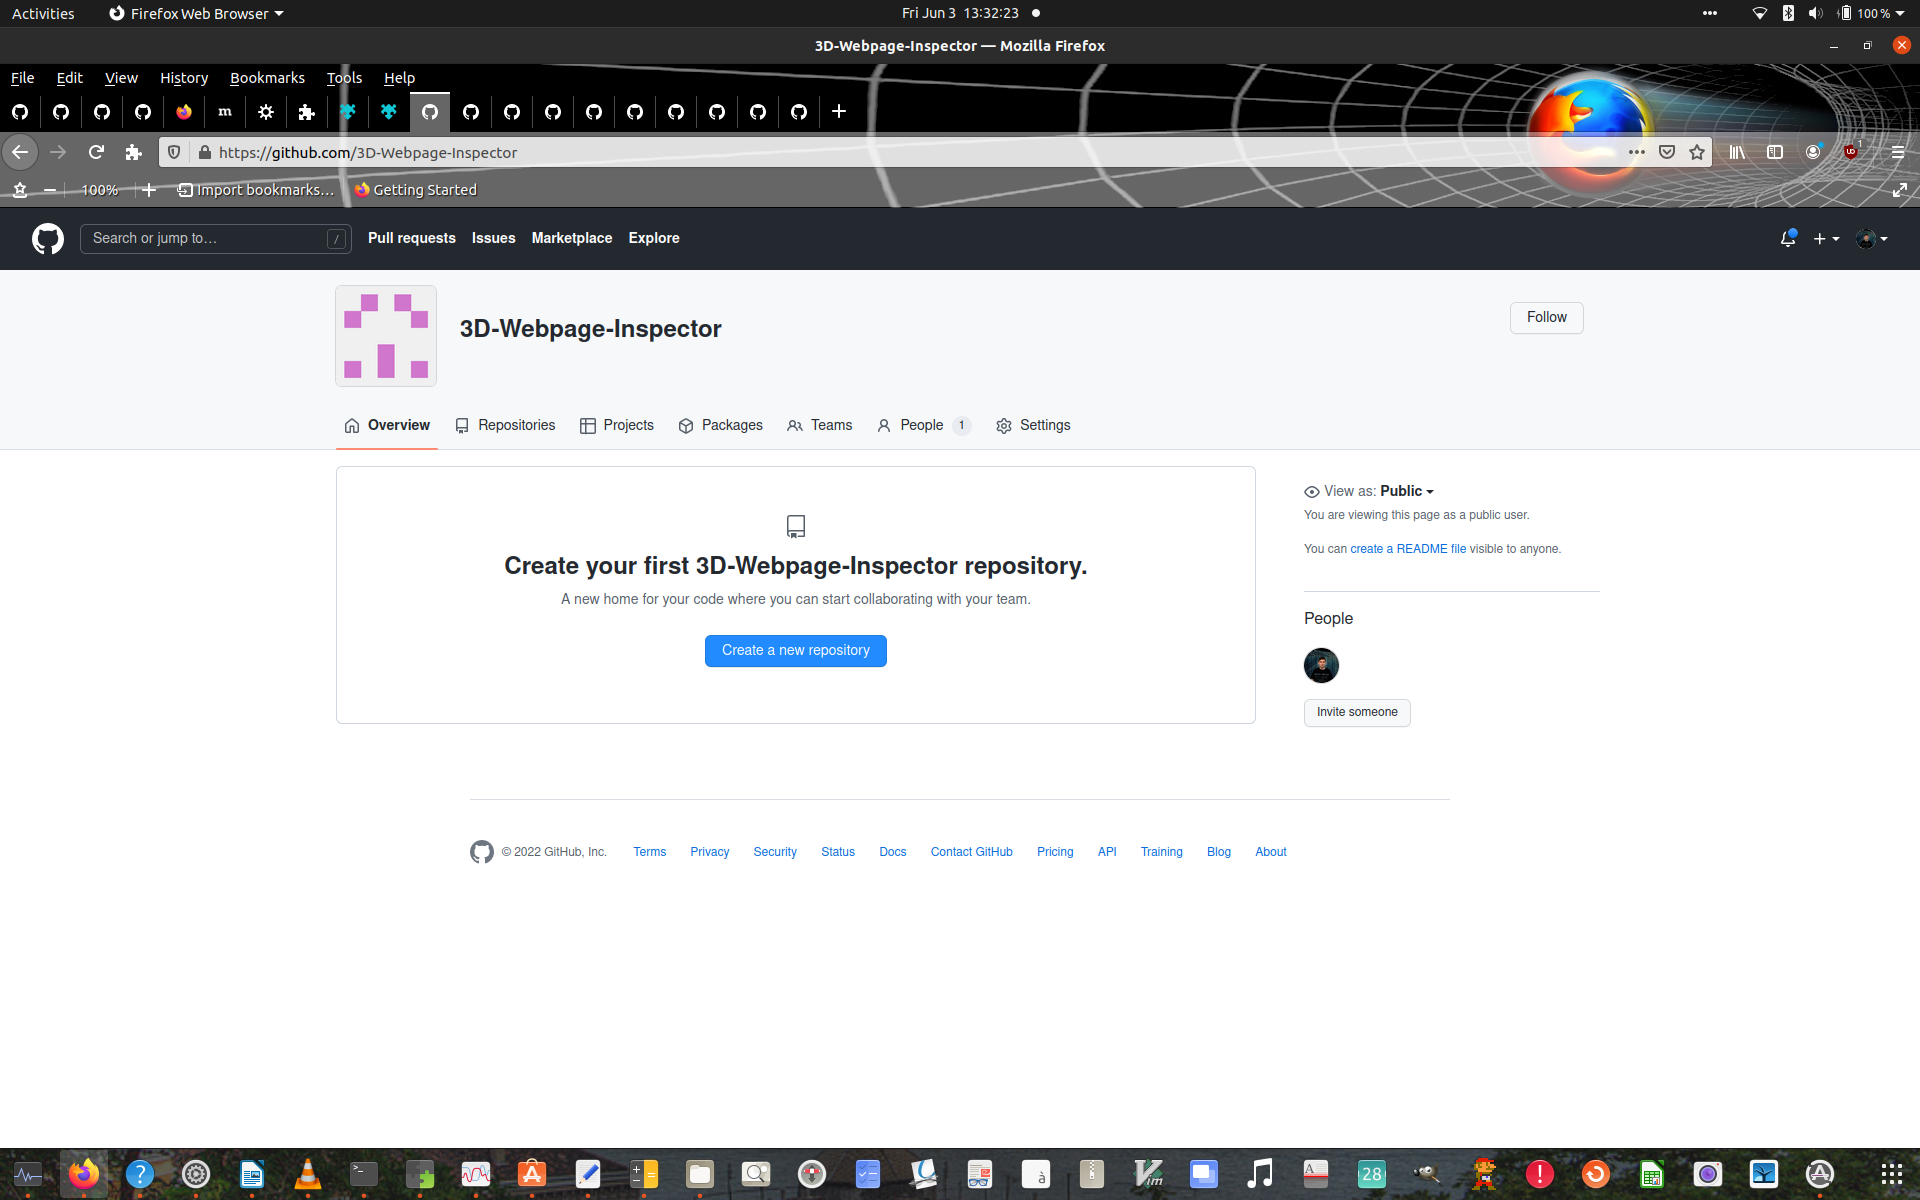 Activities Firefox Web Browser Fri Jun 3 13:32:23 100 %
3D-Webpage-Inspector — Mozilla Firefox
File Edit View History Bookmarks Tools Help
m
https://github.com/3D-Webpage-Inspector 1
100% Import bookmarks... Getting Started
Search or jump to... / Pull requests Issues Marketplace Explore
3D-Webpage-Inspector
Follow
Overview Repositories Projects Packages Teams People 1 Settings
Create your first 3D-Webpage-Inspector repository.
A new home for your code where you can start collaborating with your team.
Create a new repository
View as: Public
You are viewing this page as a public user.
You can create a README file visible to anyone.
People
Invite someone
© 2022 GitHub, Inc. Terms Privacy Security Status Docs Contact GitHub Pricing API Training Blog About
à Vim A 28